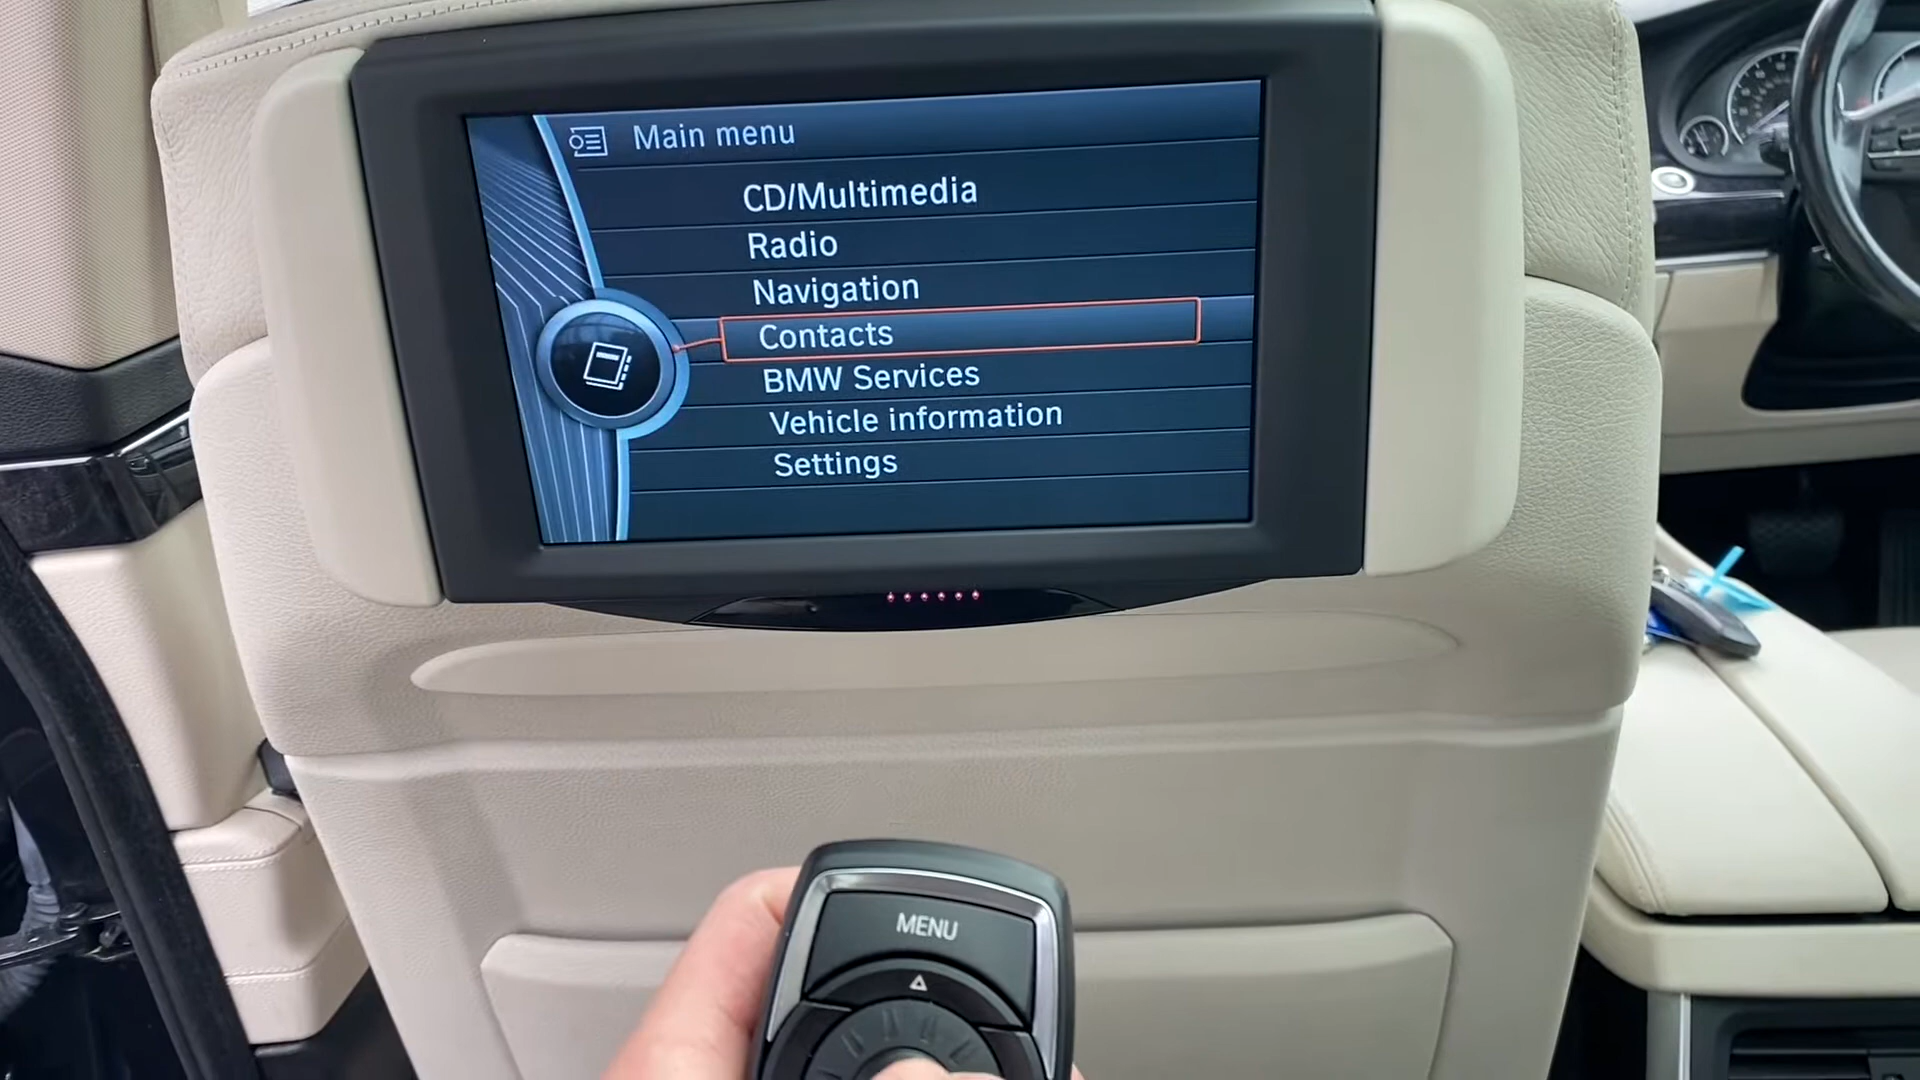 Main menu
CD/Multimedia
Radio
Navigation
Contacts
BMW Services
Vehicle information
Settings
MENU